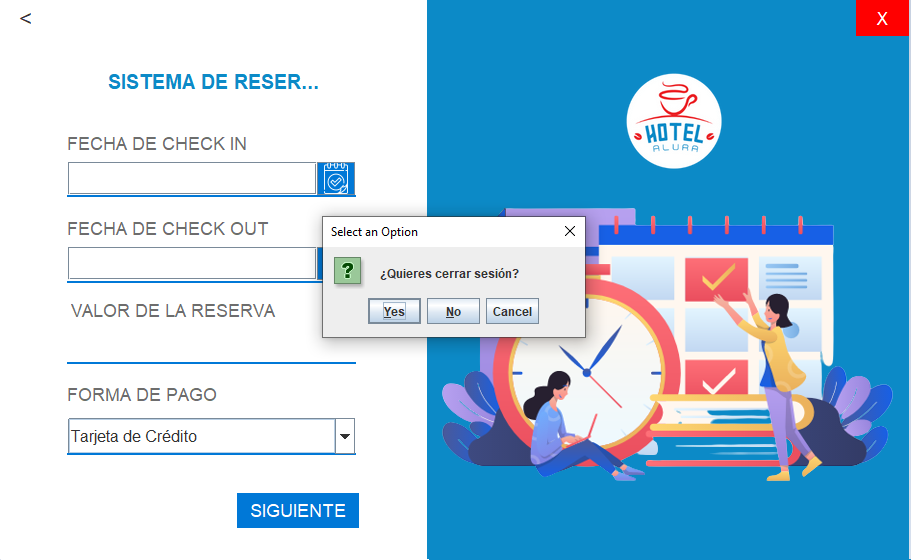 <
X
SISTEMA DE RESER...
HOTEL
ALURA
FECHA DE CHECK IN
FECHA DE CHECK OUT
VALOR DE LA RESERVA
FORMA DE PAGO
Tarjeta de Crédito
SIGUIENTE
Select an Option
?
¿Quieres cerrar sesión?
Yes
No
Cancel